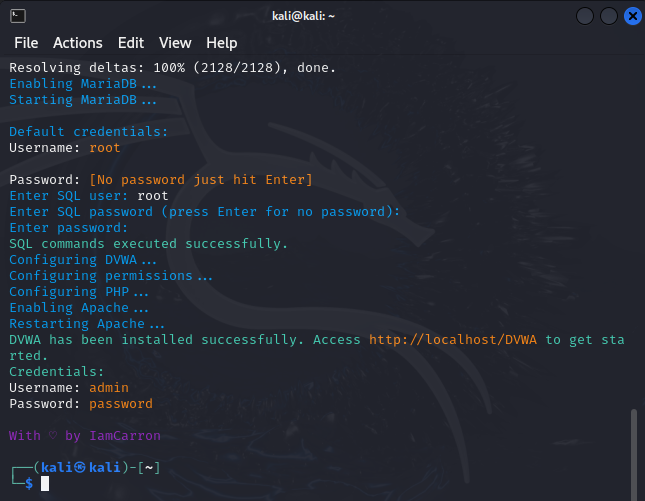 kali@kali: ~
File Actions Edit View Help
Resolving deltas: 100% (2128/2128), done.
Enabling MariaDB...
Starting MariaDB...
Default credentials:
Username: root
Password: [No password just hit Enter]
Enter SQL user: root
Enter SQL password (press Enter for no password):
Enter password:
SQL commands executed successfully.
Configuring DVWA...
Configuring permissions...
Configuring PHP...
Enabling Apache...
Restarting Apache...
DVWA has been installed successfully. Access http://localhost/DVWA to get sta
rted.
Credentials:
Username: admin
Password: password
With ♡ by IamCarron
┌──(kali㉿kali)-[~]
└─$